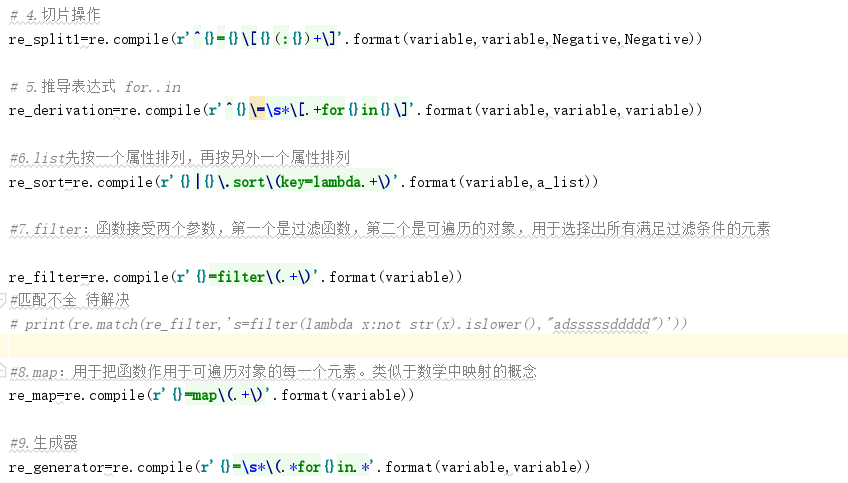 # 4.切片操作
re_split1=re.compile(r'^{}={}\[{}(:{})+\]'.format(variable,variable,Negative,Negative))
# 5.推导表达式 for..in
re_derivation=re.compile(r'^{}\=\s*\[.+for{}in{}\]'.format(variable,variable,variable))
#6.list先按一个属性排列，再按另外一个属性排列
re_sort=re.compile(r'{}|{}\.sort\(key=lambda.+\)'.format(variable,a_list))
#7.filter：函数接受两个参数，第一个是过滤函数，第二个是可遍历的对象，用于选择出所有满足过滤条件的元素
re_filter=re.compile(r'{}=filter\(.+\)'.format(variable))
#匹配不全 待解决
# print(re.match(re_filter,'s=filter(lambda x:not str(x).islower(),"adsssssddddd")'))
#8.map：用于把函数作用于可遍历对象的每一个元素。类似于数学中映射的概念
re_map=re.compile(r'{}=map\(.+\)'.format(variable))
#9.生成器
re_generator=re.compile(r'{}=\s*\(.*for{}in.*'.format(variable,variable))